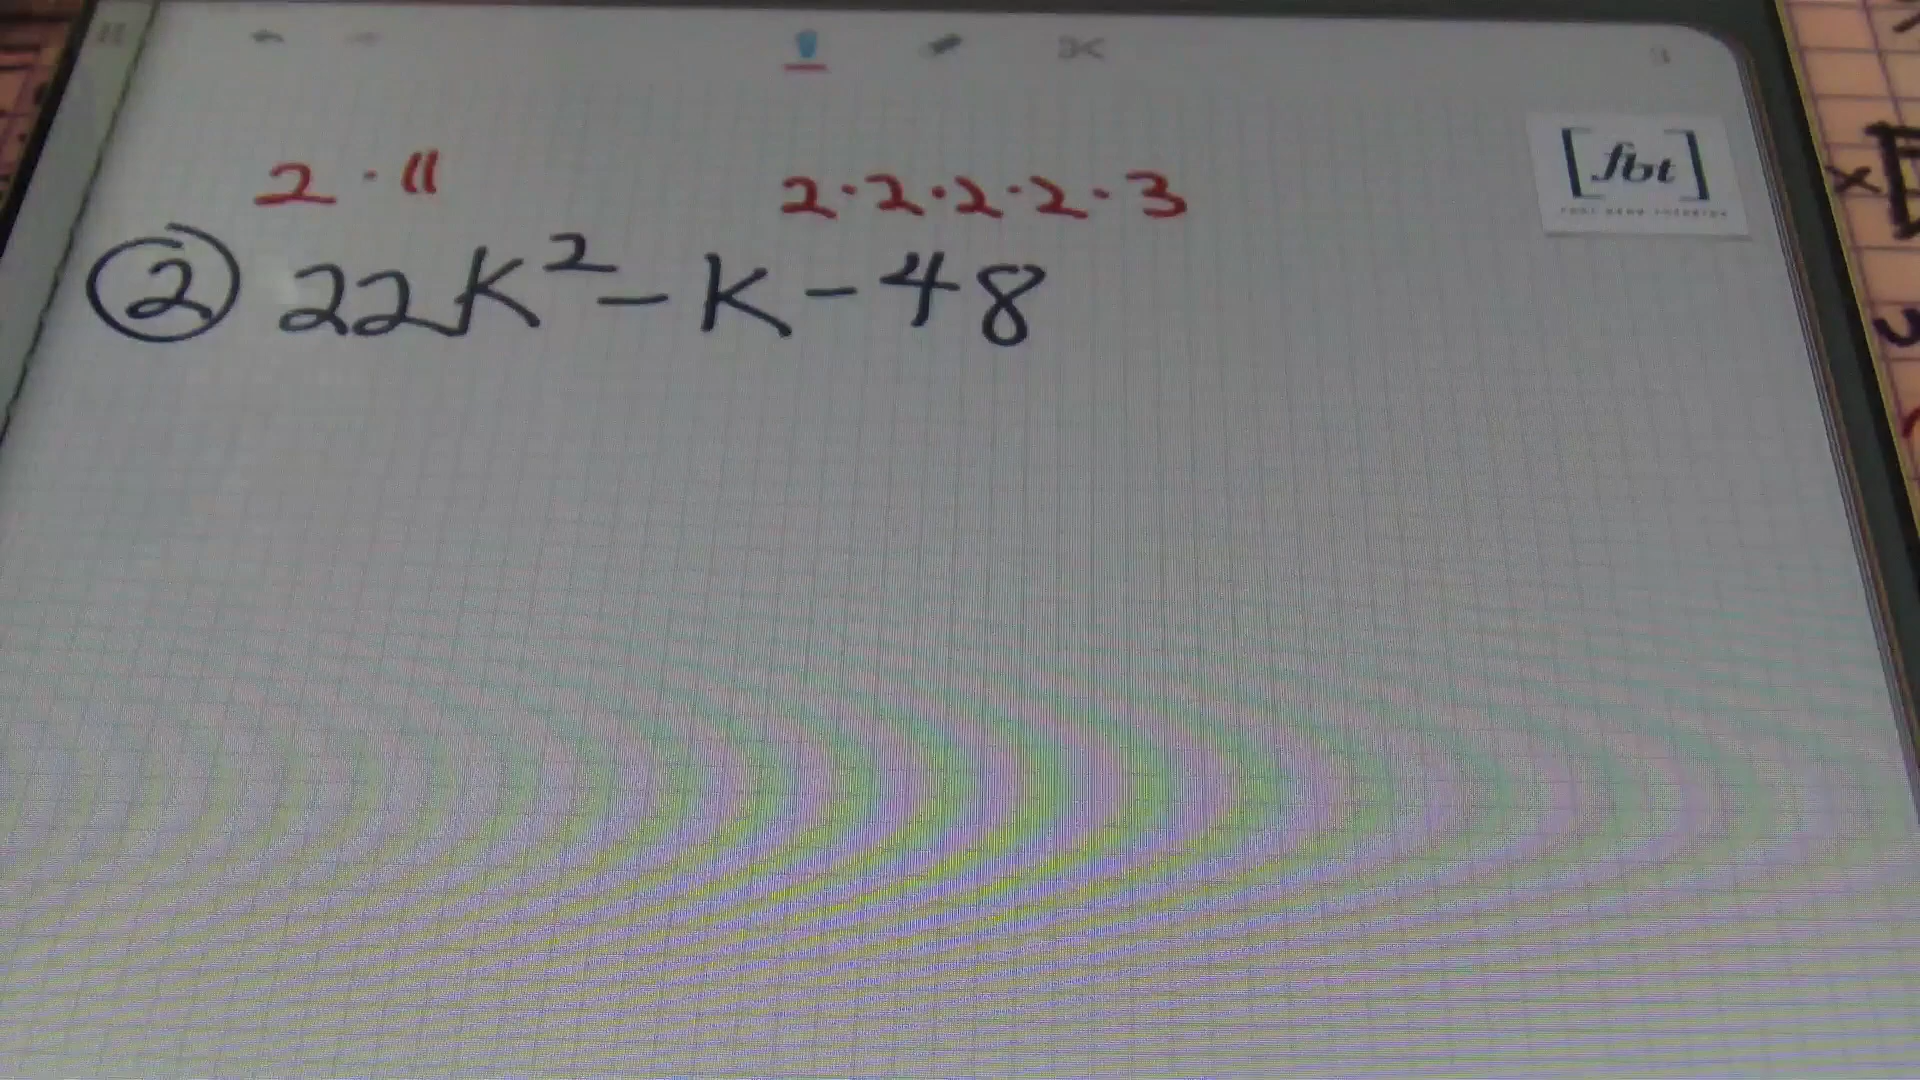 2 · 11
2·2·2·2·3
[fbt]
② 22K² - K - 48